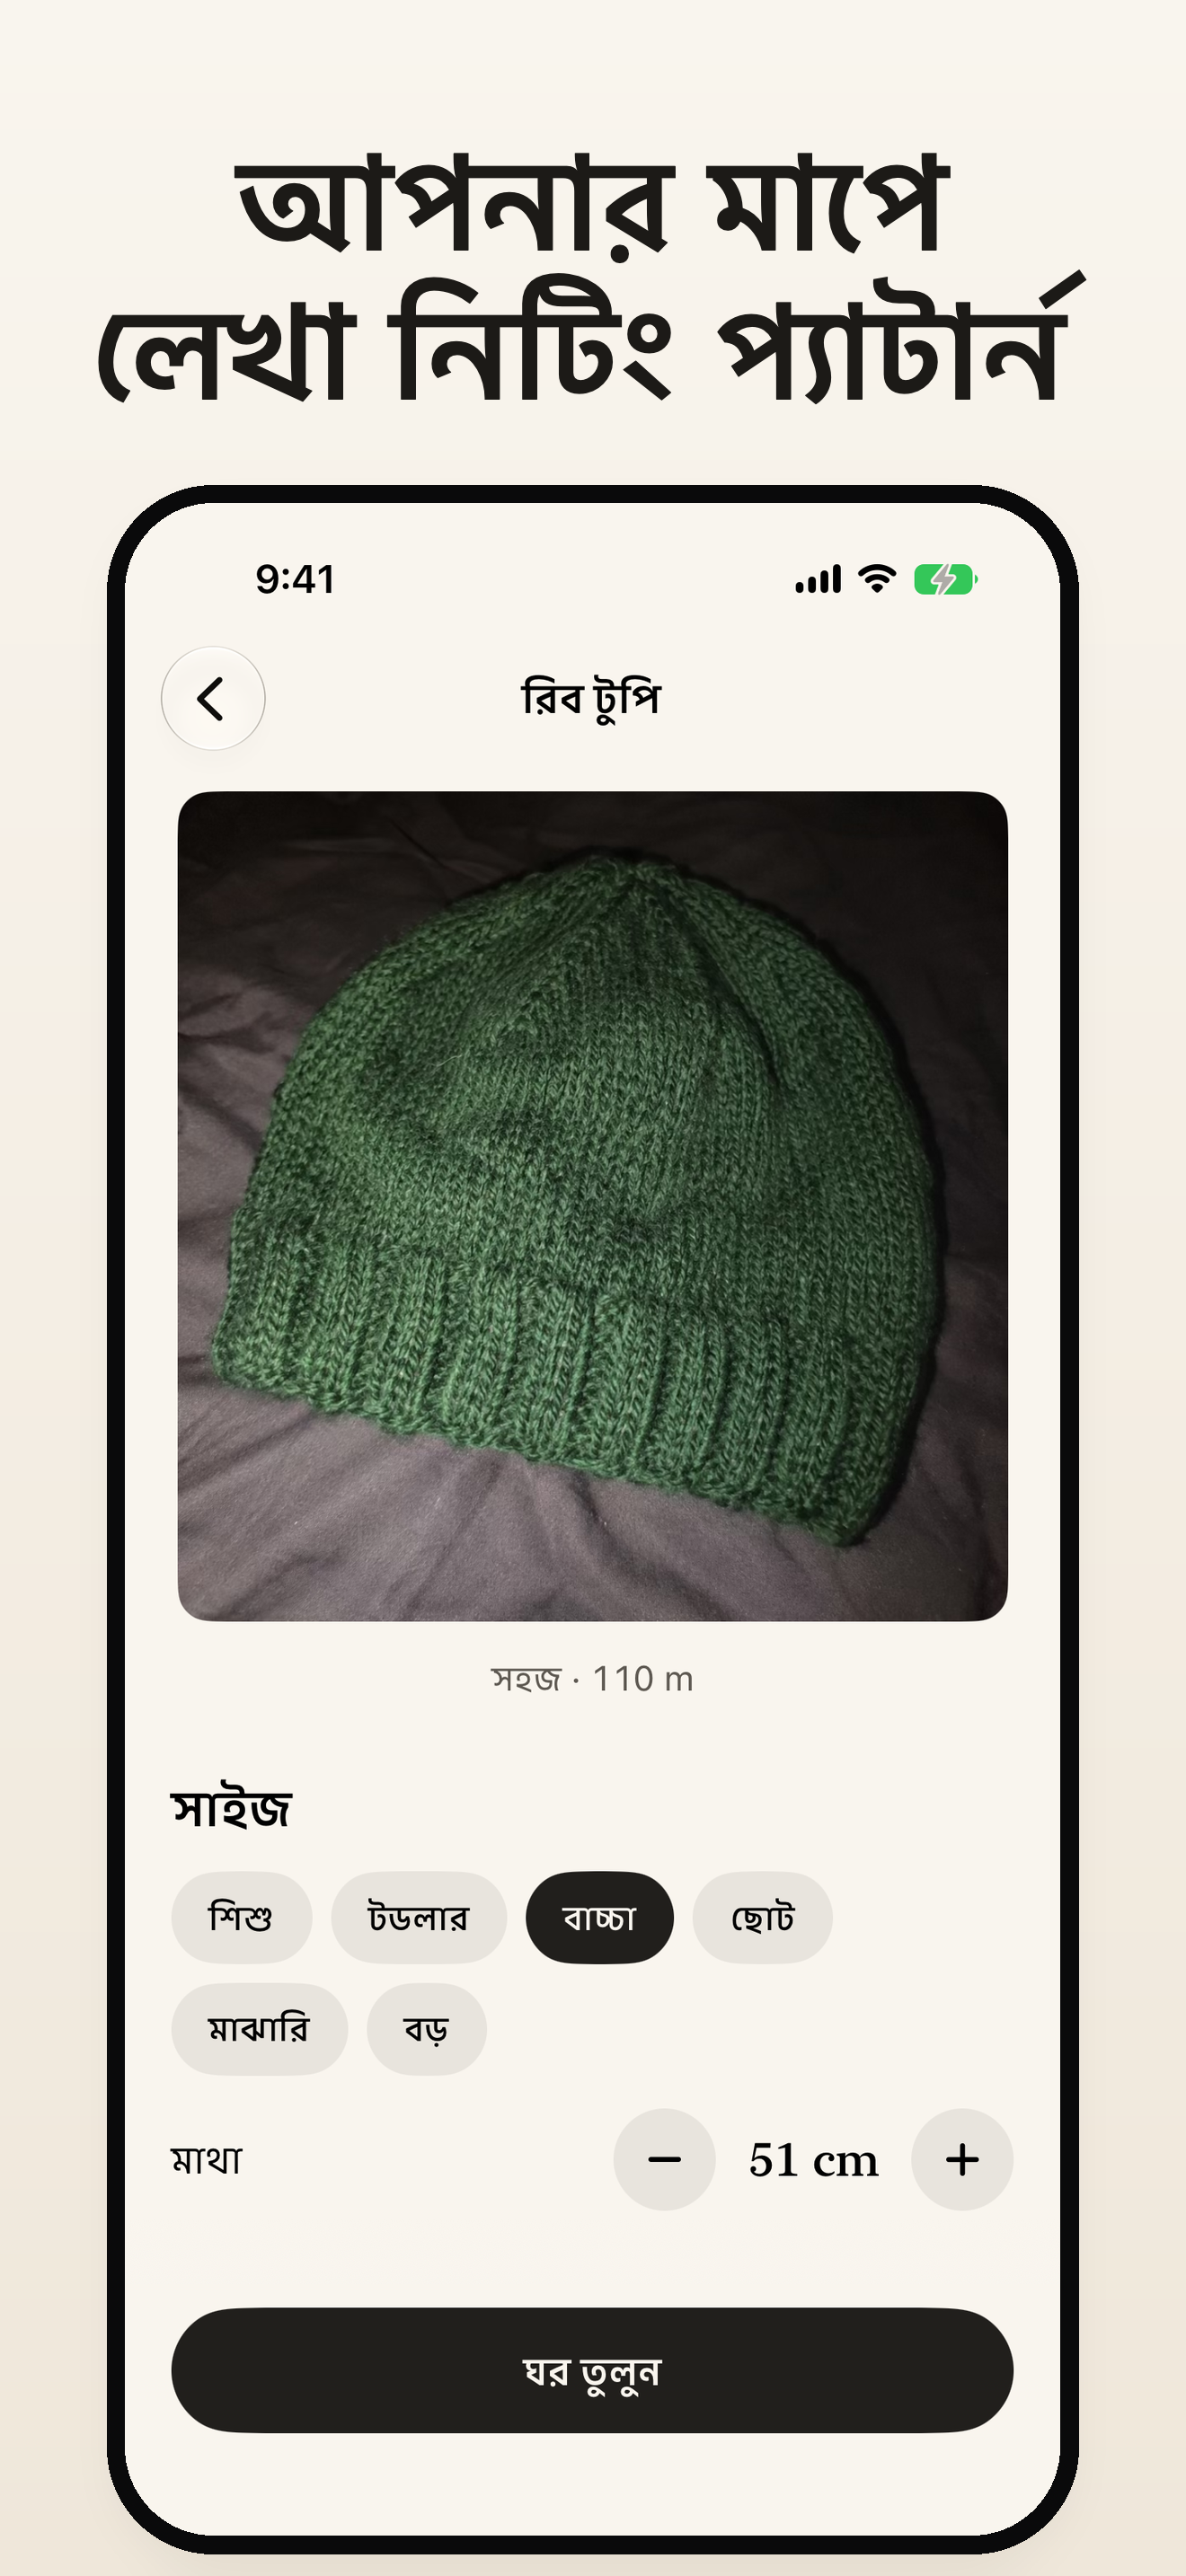 আপনার মাপে
লেখা নিটিং প্যাটার্ন
9:41
রিব টুপি
সহজ · 110 m
সাইজ
শিশু টডলার বাচ্চা ছোট
মাঝারি বড়
মাথা − 51 cm +
ঘর তুলুন